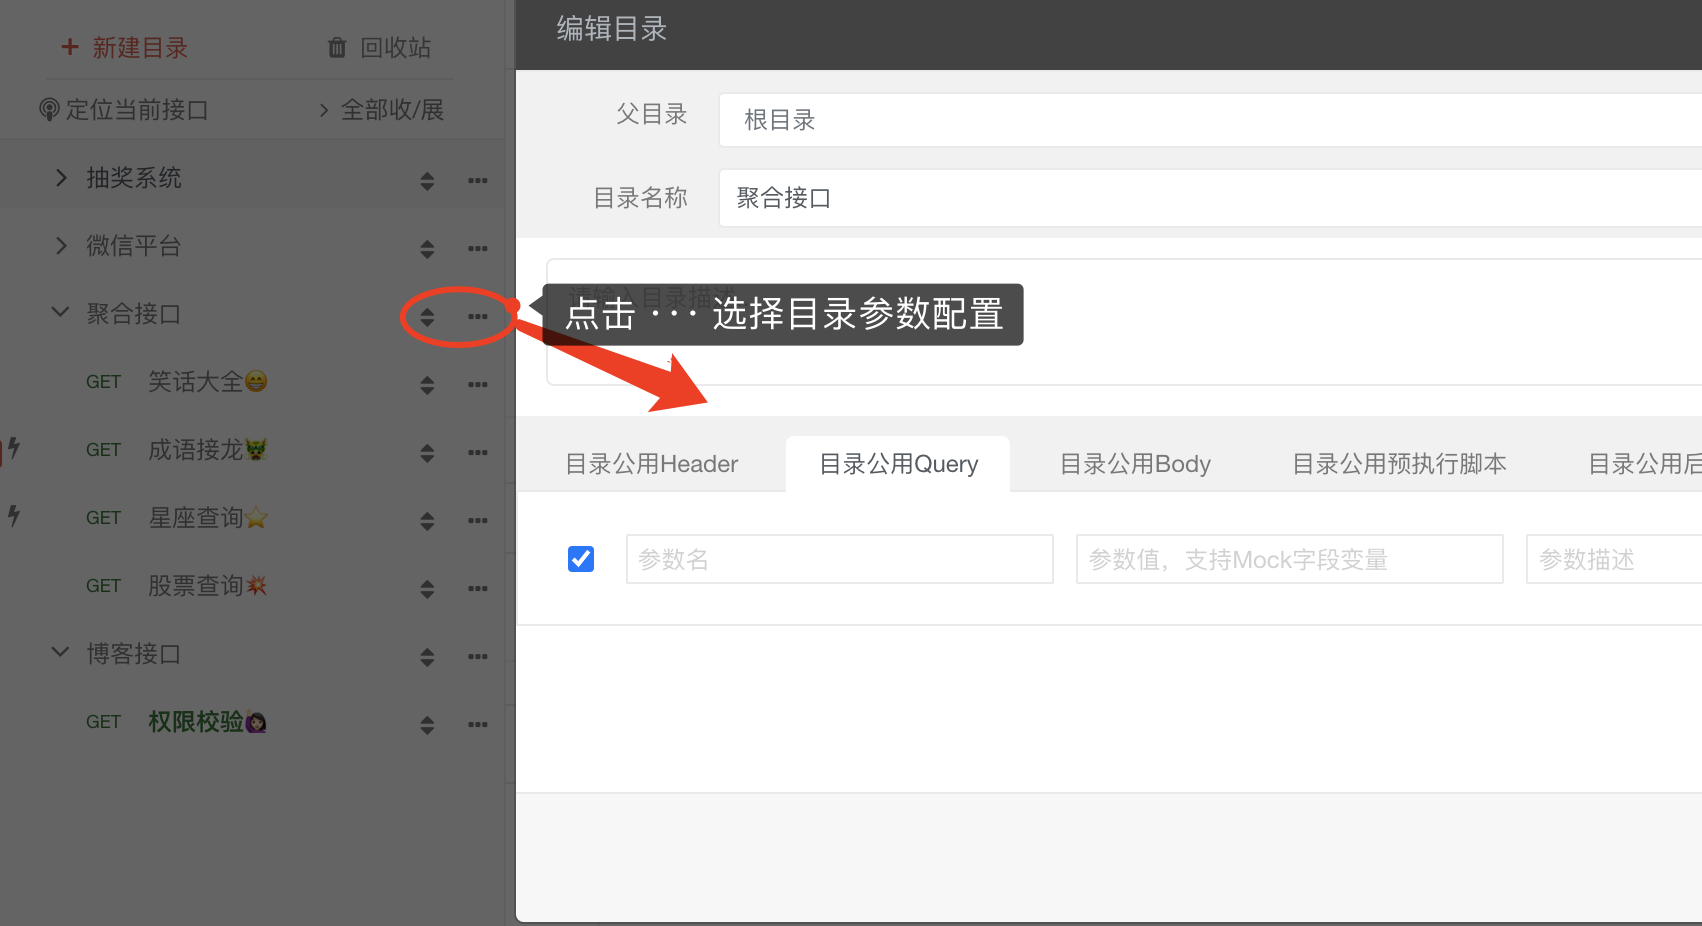 新建目录
回收站
定位当前接口
全部收/展
抽奖系统
微信平台
聚合接口
GET 笑话大全😁
GET 成语接龙🐲
GET 星座查询⭐
GET 股票查询💥
博客接口
GET 权限校验🙋🏻‍♀️
编辑目录
父目录
根目录
目录名称
聚合接口
请输入目录描述
点击 ··· 选择目录参数配置
目录公用Header
目录公用Query
目录公用Body
目录公用预执行脚本
目录公用后
参数名
参数值，支持Mock字段变量
参数描述